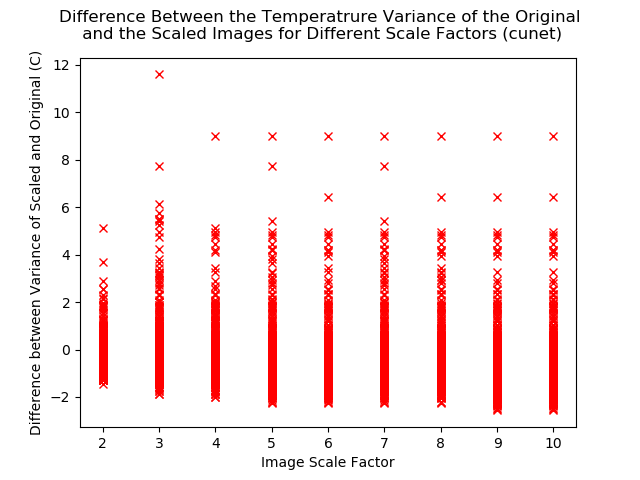 Difference Between the Temperatrure Variance of the Original
and the Scaled Images for Different Scale Factors (cunet)
Difference between Variance of Scaled and Original (C)
12
10
8
6
4
2
0
−2
2 3 4 5 6 7 8 9 10
Image Scale Factor